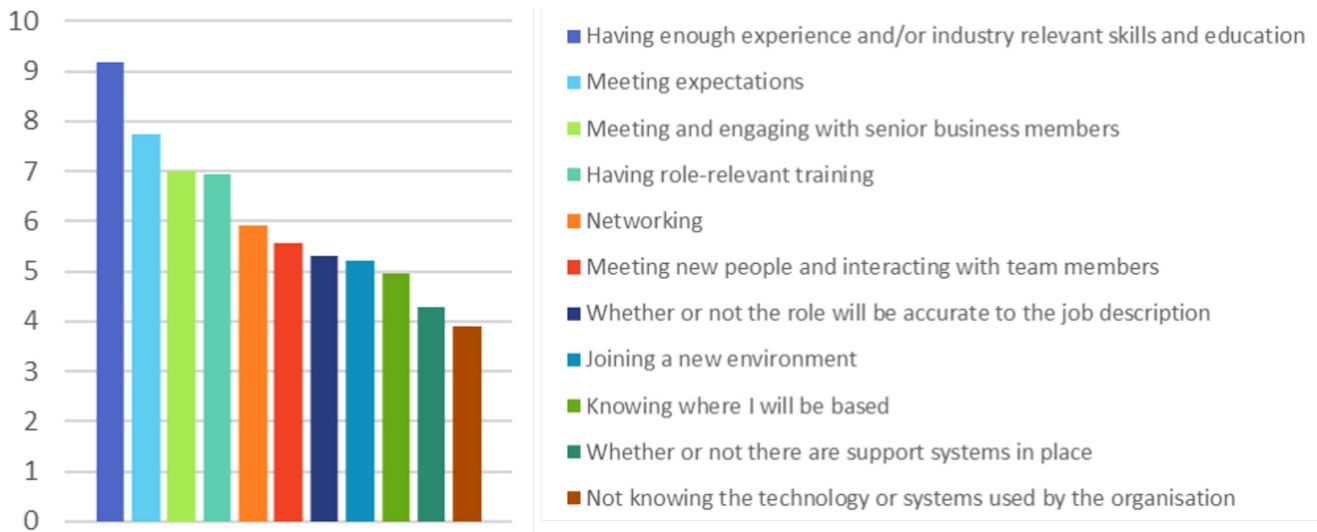 10
9
8
7
6
5
4
3
2
1
0
Having enough experience and/or industry relevant skills and education
Meeting expectations
Meeting and engaging with senior business members
Having role-relevant training
Networking
Meeting new people and interacting with team members
Whether or not the role will be accurate to the job description
Joining a new environment
Knowing where I will be based
Whether or not there are support systems in place
Not knowing the technology or systems used by the organisation